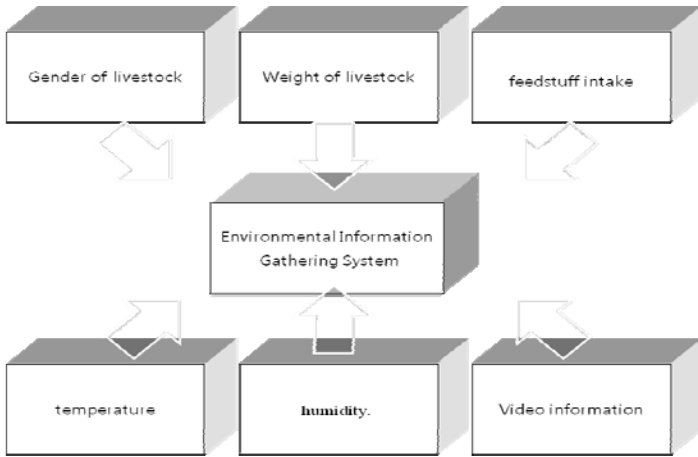 Gender of livestock
Weight of livestock
feedstuff intake
Environmental Information
Gathering System
temperature
humidity.
Video information